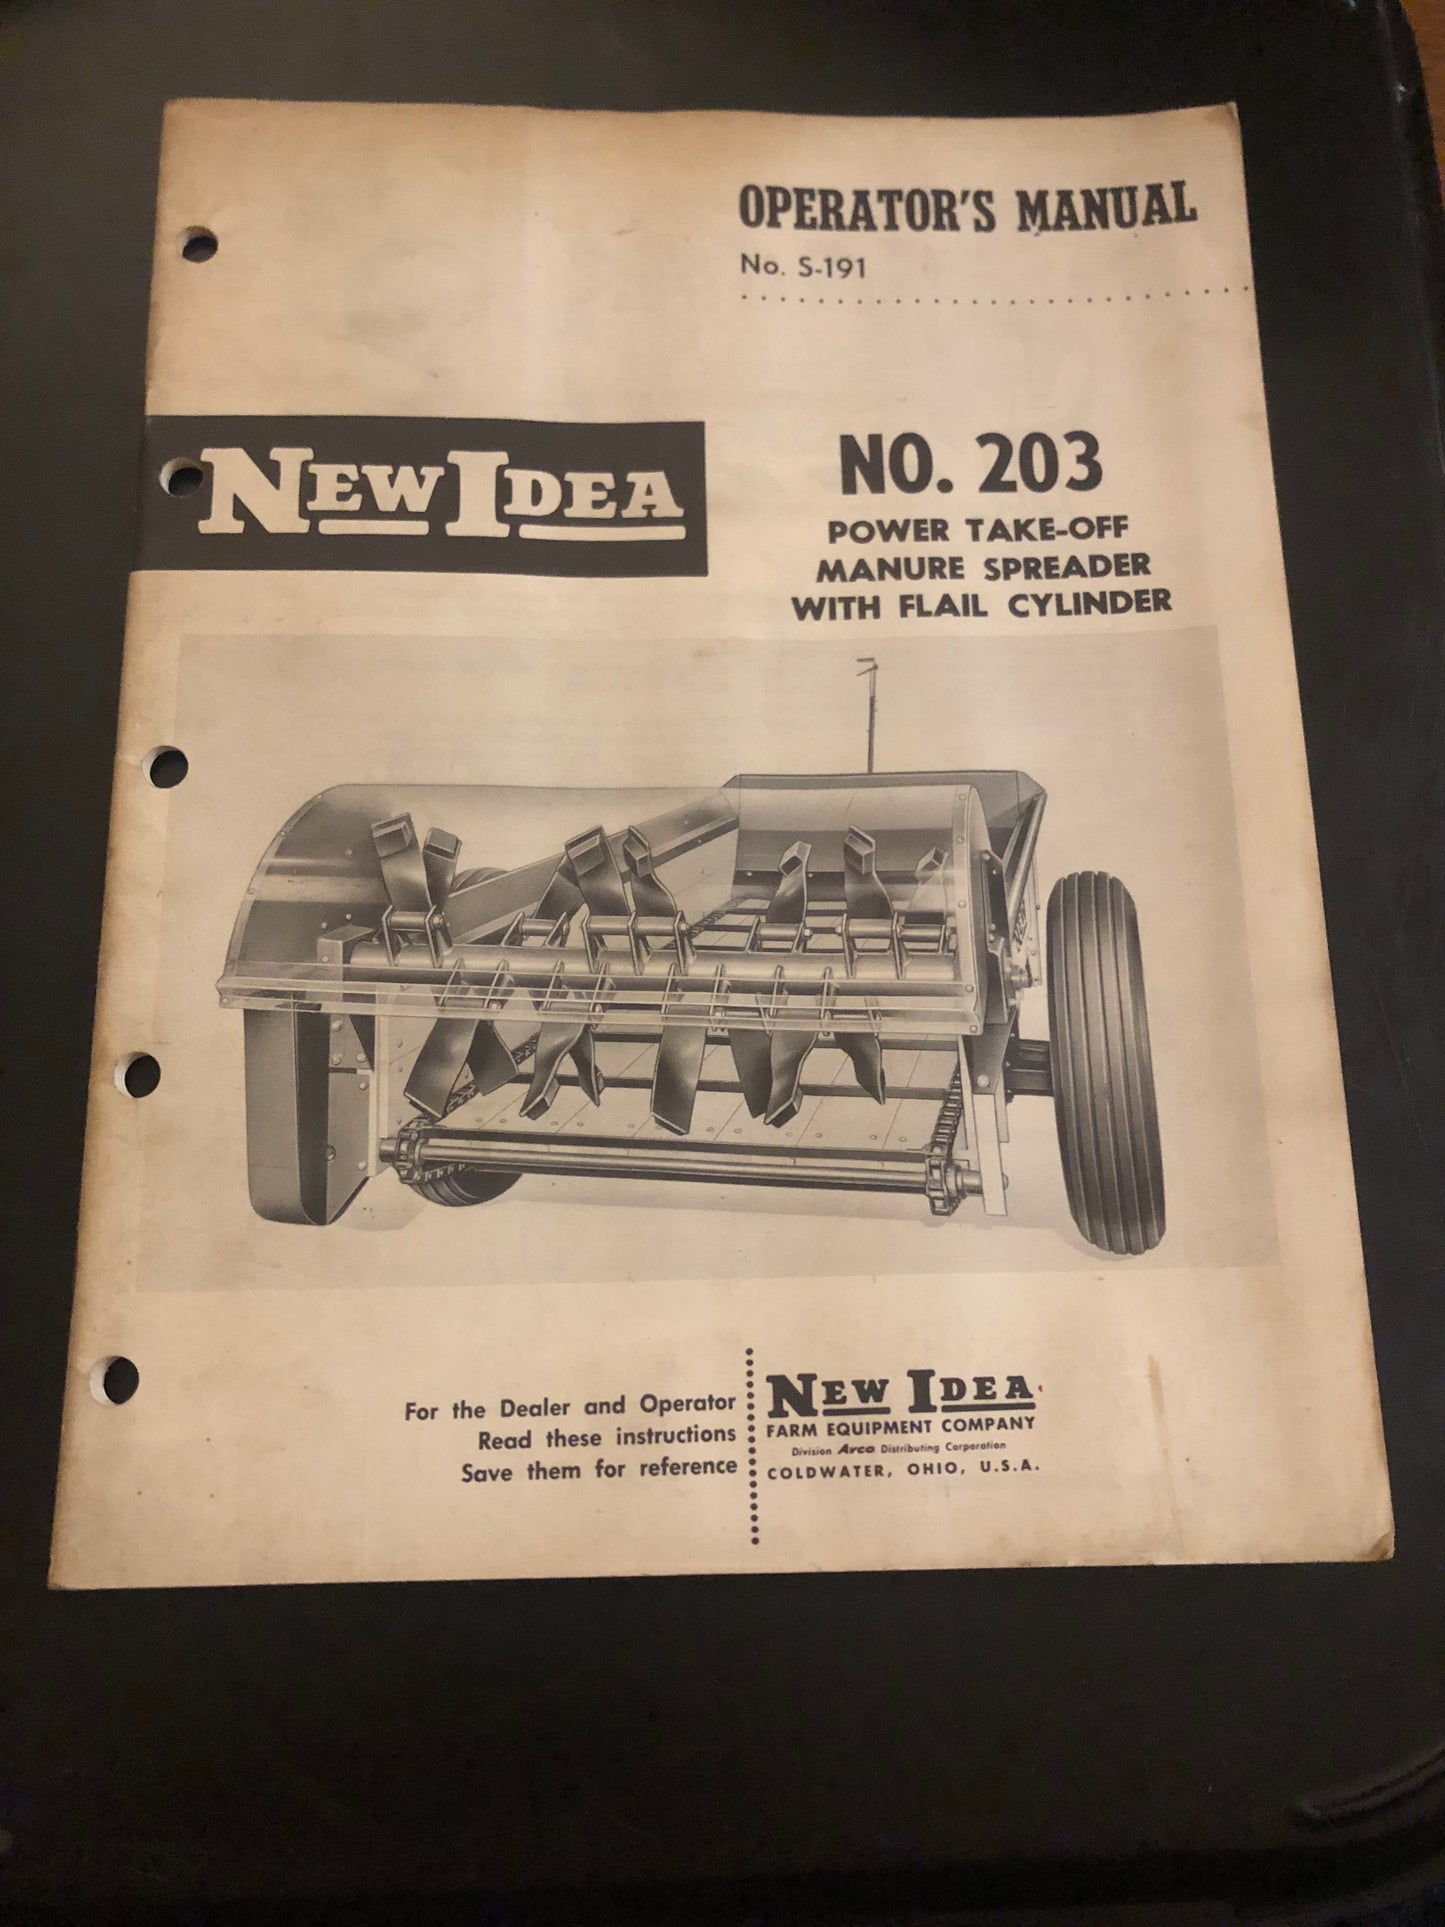 OPERATOR'S MANUAL
No. S-191
NEW IDEA
NO. 203
POWER TAKE-OFF
MANURE SPREADER
WITH FLAIL CYLINDER
For the Dealer and Operator
Read these instructions
Save them for reference
NEW IDEA
FARM EQUIPMENT COMPANY
Division Avco Distributing Corporation
COLDWATER, OHIO, U.S.A.